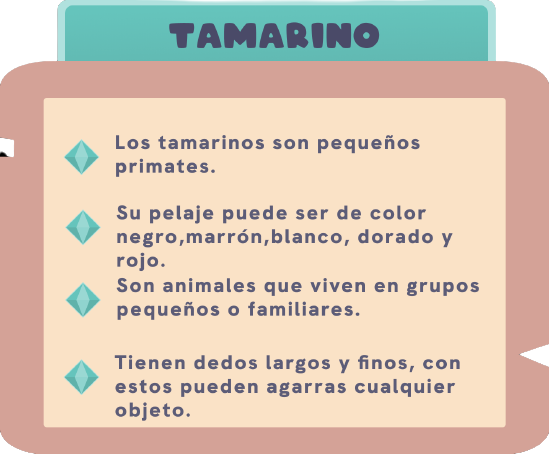 TAMARINO
Los tamarinos son pequeños
primates.
Su pelaje puede ser de color
negro,marrón,blanco, dorado y
rojo.
Son animales que viven en grupos
pequeños o familiares.
Tienen dedos largos y finos, con
estos pueden agarras cualquier
objeto.